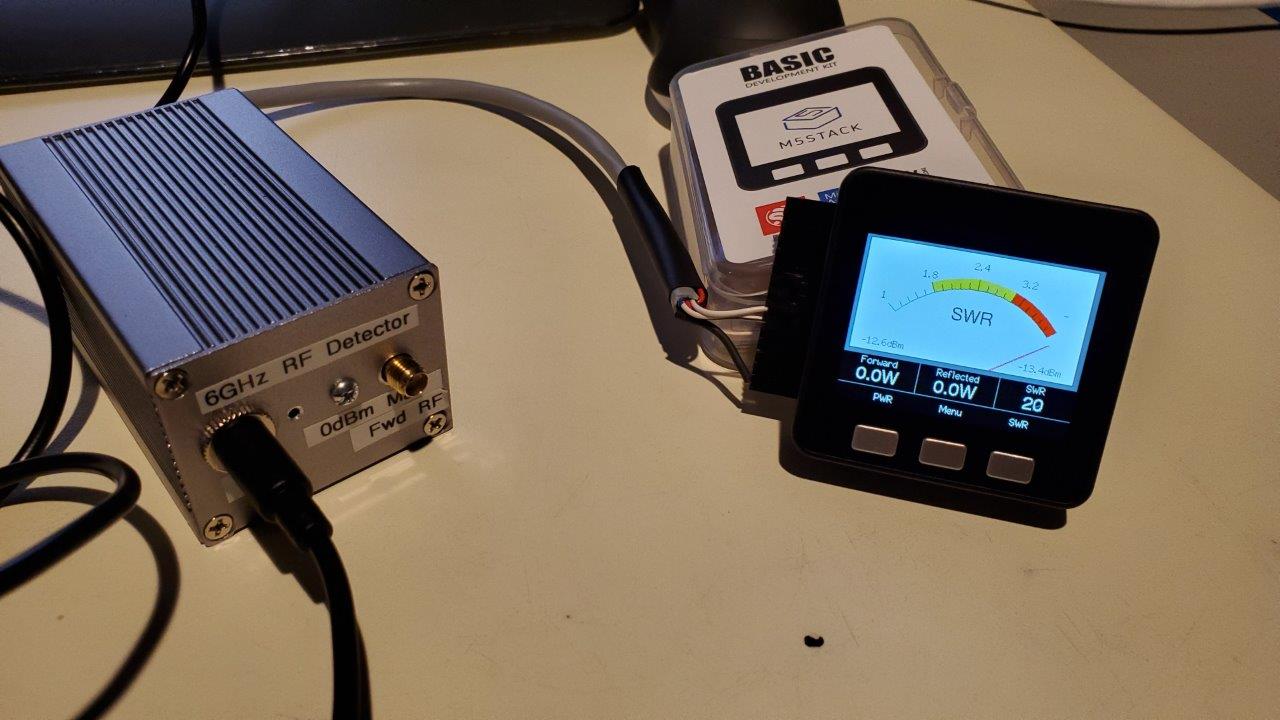 BASIC
DEVELOPMENT KIT
M5STACK
6GHz RF Detector
0dBm
Fwd RF
1 1.8 2.4 3.2
SWR
-12.6dBm -13.4dBm
Forward Reflected SWR
0.0W 0.0W 20
PWR Menu SWR